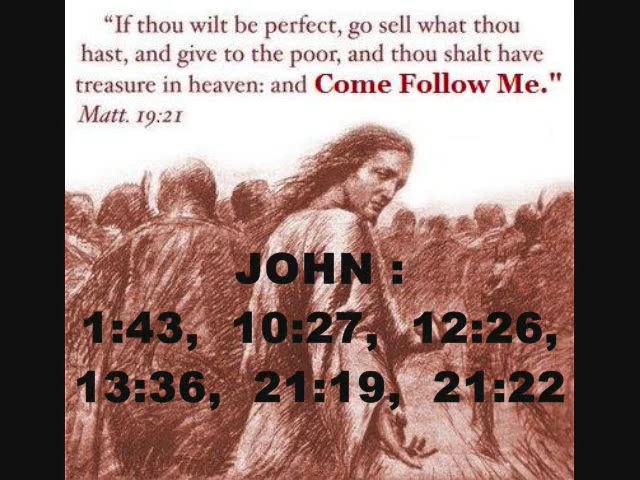 “If thou wilt be perfect, go sell what thou
hast, and give to the poor, and thou shalt have
treasure in heaven: and Come Follow Me."
Matt. 19:21
JOHN :
1:43, 10:27, 12:26,
13:36, 21:19, 21:22